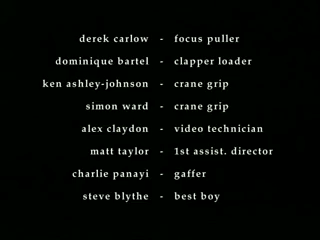 derek carlow - focus puller
dominique bartel - clapper loader
ken ashley-johnson - crane grip
simon ward - crane grip
alex claydon - video technician
matt taylor - 1st assist. director
charlie panayi - gaffer
steve blythe - best boy